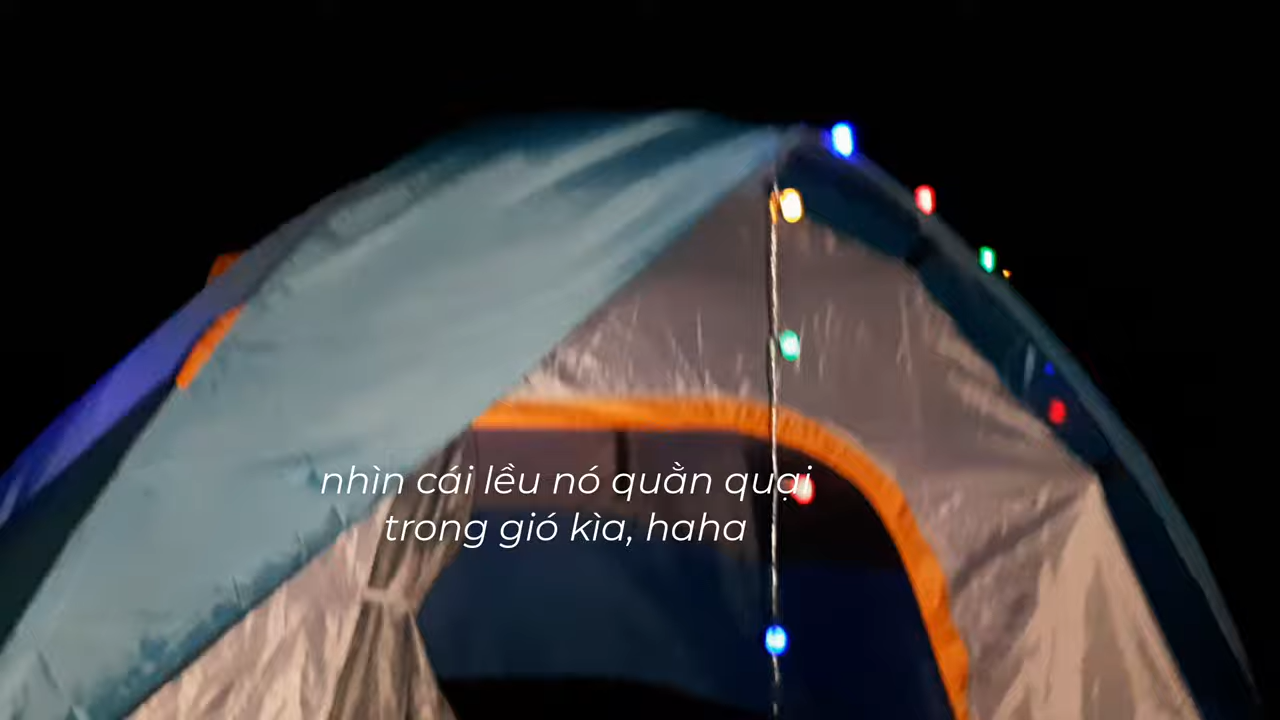 nhìn cái lều nó quằn quại
trong gió kìa, haha